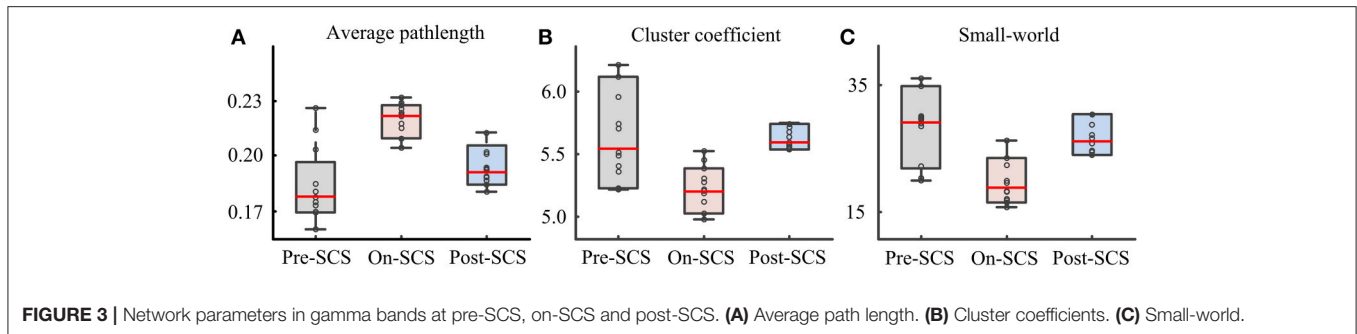 A Average pathlength
0.23
0.20
0.17
Pre-SCS On-SCS Post-SCS
B Cluster coefficient
6.0
5.5
5.0
Pre-SCS On-SCS Post-SCS
C Small-world
35
15
Pre-SCS On-SCS Post-SCS
FIGURE 3 | Network parameters in gamma bands at pre-SCS, on-SCS and post-SCS. (A) Average path length. (B) Cluster coefficients. (C) Small-world.